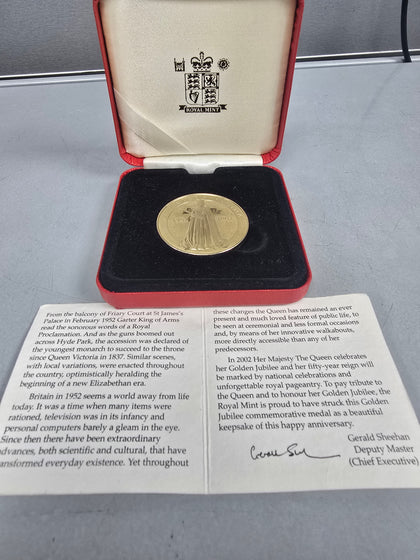 ROYAL MINT
From the balcony of Friary Court at St James's
Palace in February 1952 Garter King of Arms
read the sonorous words of a Royal
Proclamation. And as the guns boomed out
across Hyde Park, the accession was declared of
the youngest monarch to succeed to the throne
since Queen Victoria in 1837. Similar scenes,
with local variations, were enacted throughout
the country, optimistically heralding the
beginning of a new Elizabethan era.
Britain in 1952 seems a world away from life
today. It was a time when many items were
rationed, television was in its infancy and
personal computers barely a gleam in the eye.
Since then there have been extraordinary
advances, both scientific and cultural, that have
ansformed everyday existence. Yet throughout
these changes the Queen has remained an ever
present and much loved feature of public life, to
be seen at ceremonial and less formal occasions
and, by means of her innovative walkabouts,
more directly accessible than any of her
predecessors.
In 2002 Her Majesty The Queen celebrates
her Golden Jubilee and her fifty-year reign will
be marked by national celebrations and
unforgettable royal pageantry. To pay tribute to
the Queen and to honour her Golden Jubilee, the
Royal Mint is proud to have struck this Golden
Jubilee commemorative medal as a beautiful
keepsake of this happy anniversary.
Gerald Sheehan
Deputy Master
(Chief Executive)